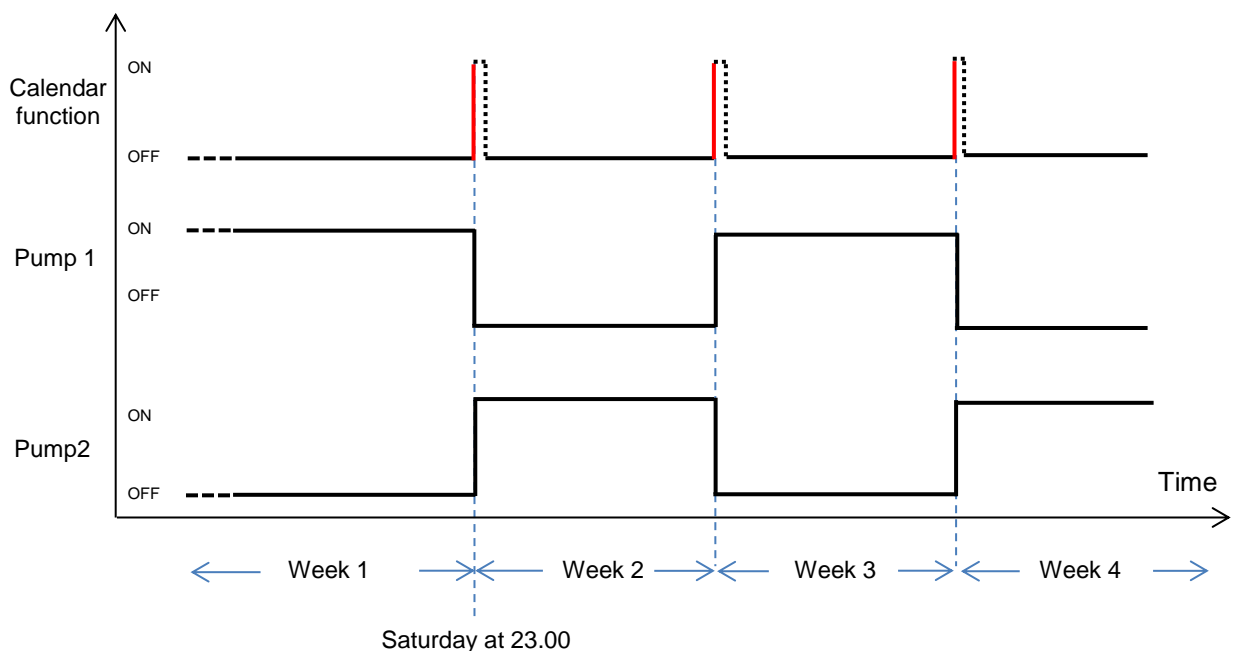 ON
Calendar
function
OFF
ON
Pump 1
OFF
ON
Pump2
OFF
Time
Week 1
Week 2
Week 3
Week 4
Saturday at 23.00